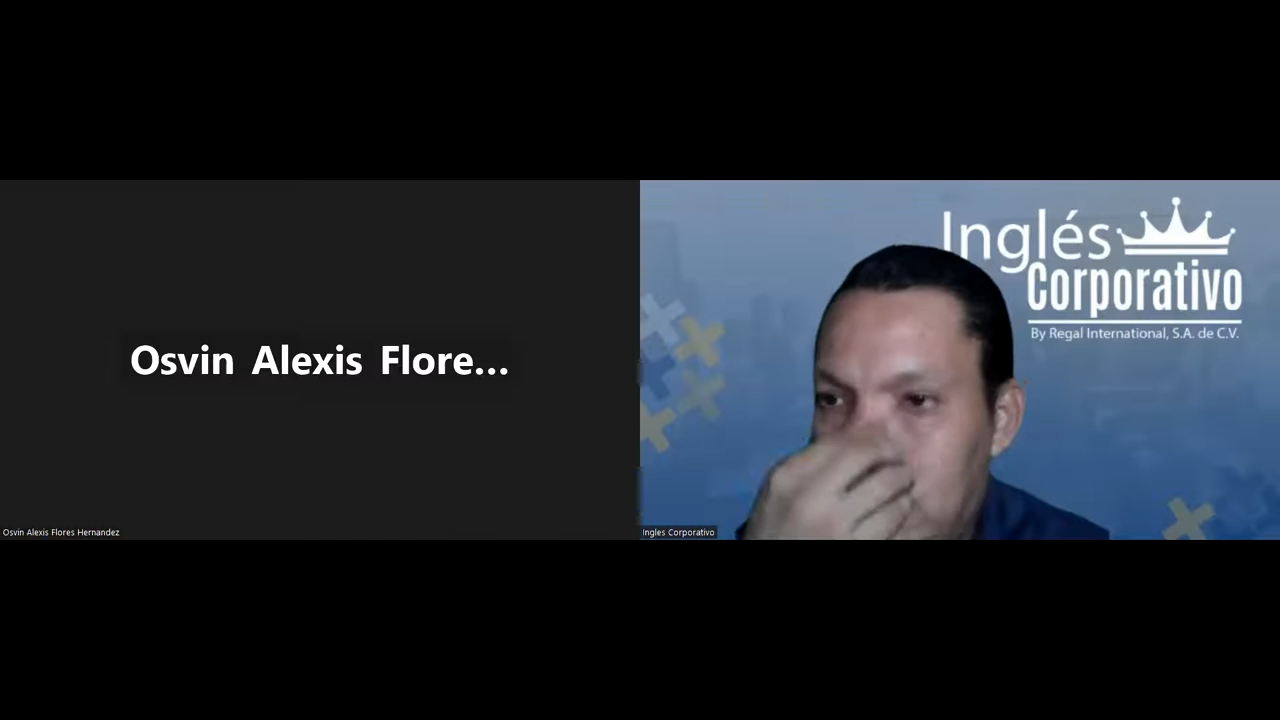 Osvin Alexis Flore...
Osvin Alexis Flores Hernandez
Inglés
Corporativo
By Regal International, S.A. de C.V.
Ingles Corporativo